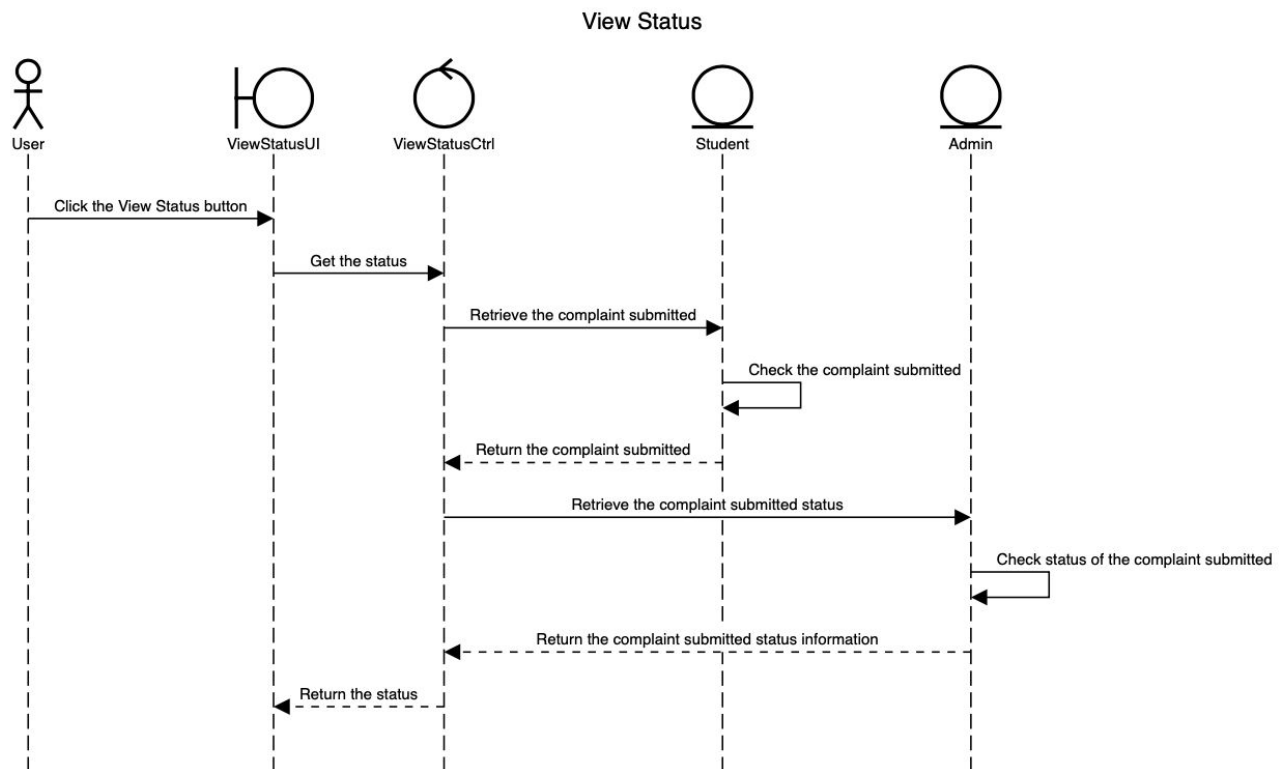 View Status
User
ViewStatusUI
ViewStatusCtrl
Student
Admin
Click the View Status button
Get the status
Retrieve the complaint submitted
Check the complaint submitted
Return the complaint submitted
Retrieve the complaint submitted status
Check status of the complaint submitted
Return the complaint submitted status information
Return the status